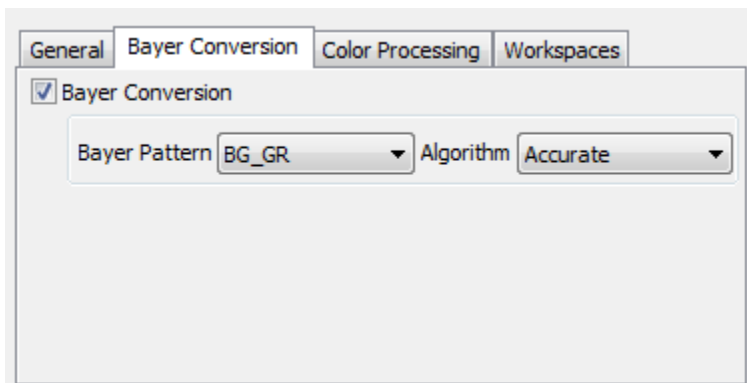 General Bayer Conversion Color Processing Workspaces
Bayer Conversion
Bayer Pattern BG_GR Algorithm Accurate